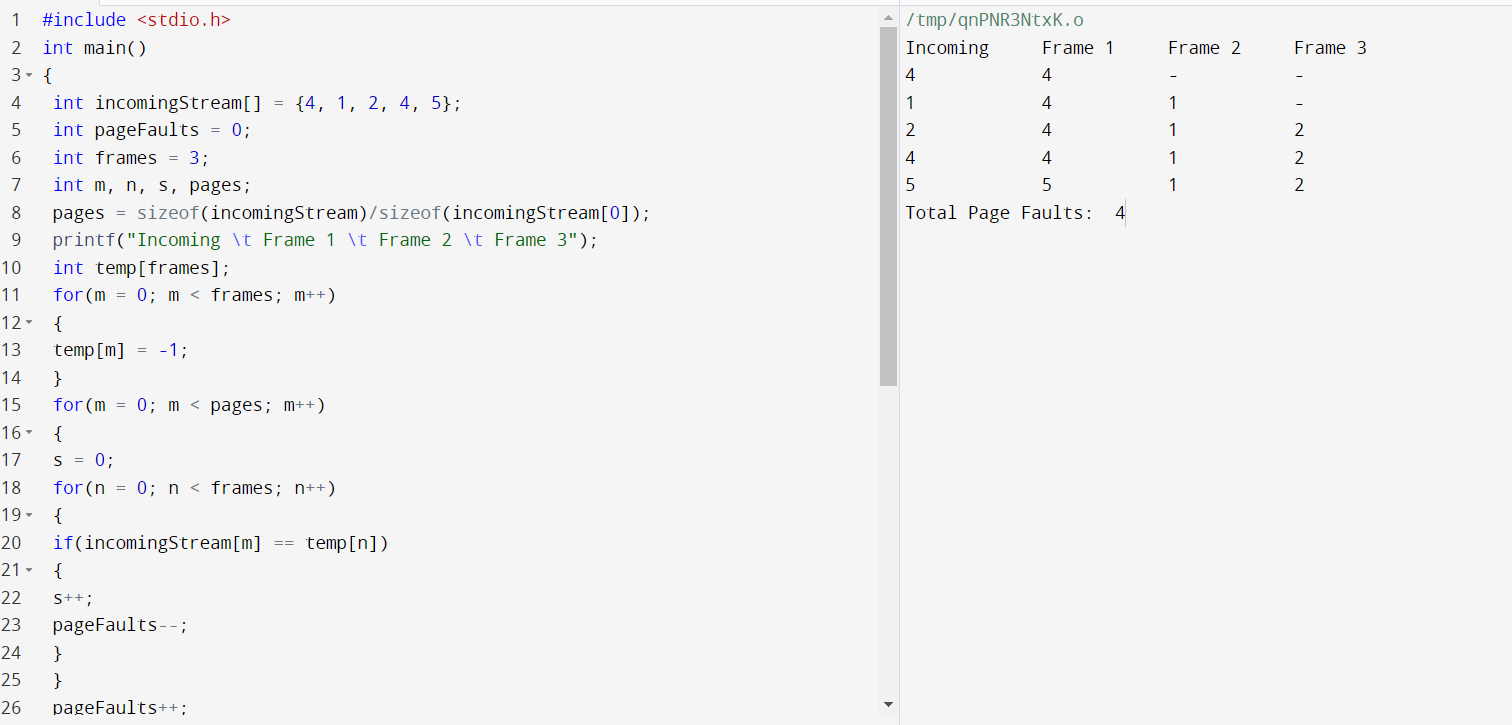 1 #include <stdio.h>
2 int main()
3 {
4 int incomingStream[] = {4, 1, 2, 4, 5};
5 int pageFaults = 0;
6 int frames = 3;
7 int m, n, s, pages;
8 pages = sizeof(incomingStream)/sizeof(incomingStream[0]);
9 printf("Incoming \t Frame 1 \t Frame 2 \t Frame 3");
10 int temp[frames];
11 for(m = 0; m < frames; m++)
12 {
13 temp[m] = -1;
14 }
15 for(m = 0; m < pages; m++)
16 {
17 s = 0;
18 for(n = 0; n < frames; n++)
19 {
20 if(incomingStream[m] == temp[n])
21 {
22 s++;
23 pageFaults--;
24 }
25 }
26 pageFaults++;
/tmp/qnPNR3NtxK.o
Incoming Frame 1 Frame 2 Frame 3
4 4 - -
1 4 1 -
2 4 1 2
4 4 1 2
5 5 1 2
Total Page Faults: 4